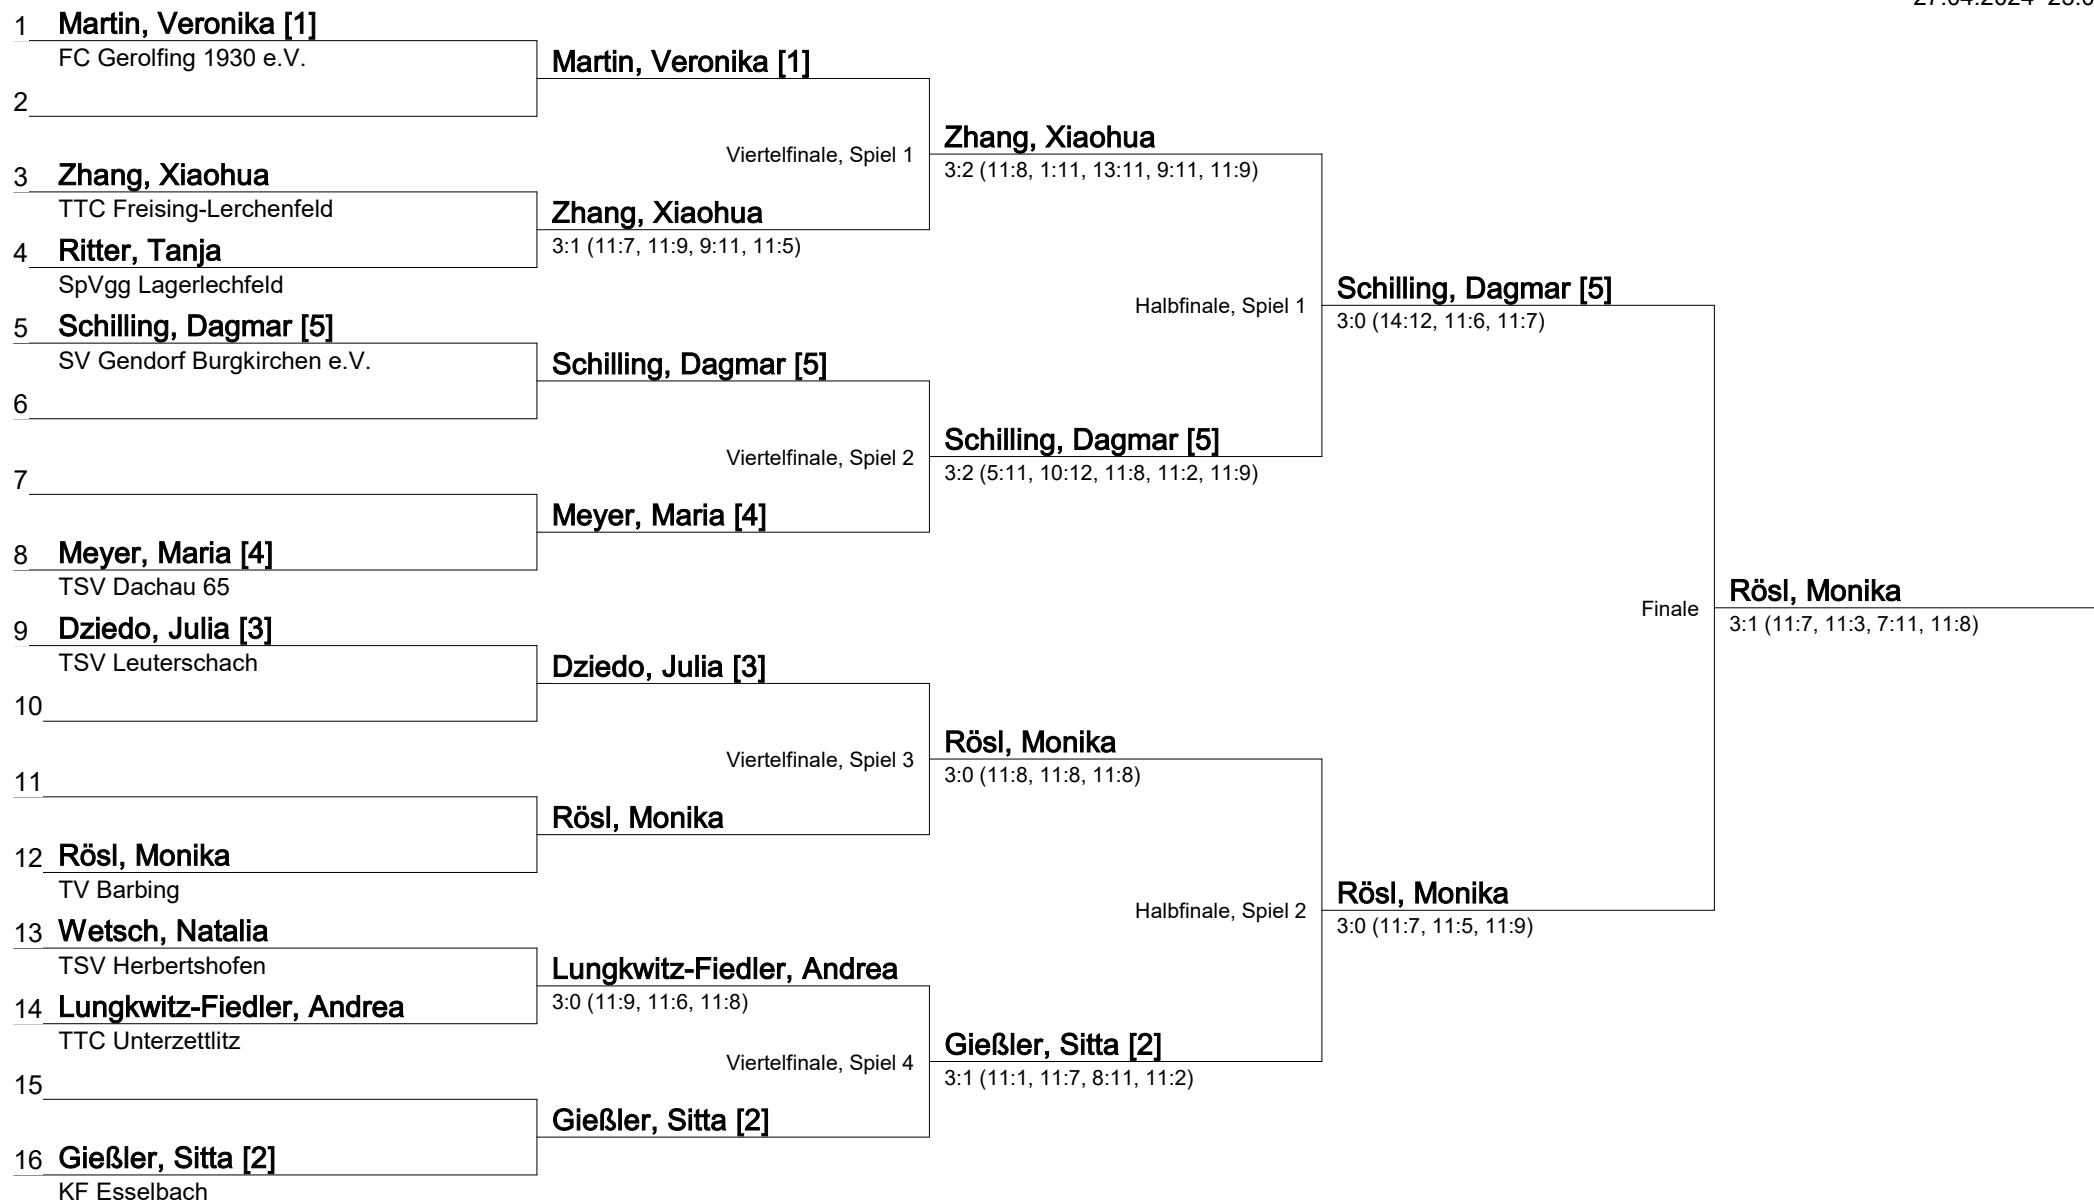 1 Martin, Veronika [1]
FC Gerolfing 1930 e.V.
Martin, Veronika [1]
2
Viertelfinale, Spiel 1
Zhang, Xiaohua
3:2 (11:8, 1:11, 13:11, 9:11, 11:9)
3 Zhang, Xiaohua
TTC Freising-Lerchenfeld
Zhang, Xiaohua
3:1 (11:7, 11:9, 9:11, 11:5)
4 Ritter, Tanja
SpVgg Lagerlechfeld
Halbfinale, Spiel 1
Schilling, Dagmar [5]
3:0 (14:12, 11:6, 11:7)
5 Schilling, Dagmar [5]
SV Gendorf Burgkirchen e.V.
Schilling, Dagmar [5]
6
Viertelfinale, Spiel 2
Schilling, Dagmar [5]
3:2 (5:11, 10:12, 11:8, 11:2, 11:9)
7
Meyer, Maria [4]
8 Meyer, Maria [4]
TSV Dachau 65
Finale
Rösl, Monika
3:1 (11:7, 11:3, 7:11, 11:8)
9 Dziedo, Julia [3]
TSV Leuterschach
Dziedo, Julia [3]
10
Viertelfinale, Spiel 3
Rösl, Monika
3:0 (11:8, 11:8, 11:8)
11
Rösl, Monika
12 Rösl, Monika
TV Barbing
Halbfinale, Spiel 2
Rösl, Monika
3:0 (11:7, 11:5, 11:9)
13 Wetsch, Natalia
TSV Herbertshofen
Lungkwitz-Fiedler, Andrea
3:0 (11:9, 11:6, 11:8)
14 Lungkwitz-Fiedler, Andrea
TTC Unterzettlitz
Viertelfinale, Spiel 4
Gießler, Sitta [2]
3:1 (11:1, 11:7, 8:11, 11:2)
15
Gießler, Sitta [2]
16 Gießler, Sitta [2]
KF Esselbach